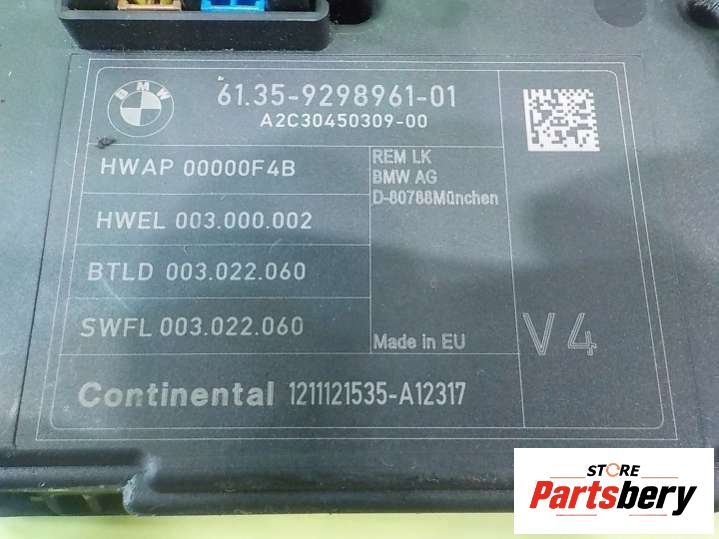 BMW
61.35-9298961-01
A2C30450309-00
HWAP 00000F4B
HWEL 003.000.002
BTLD 003.022.060
SWFL 003.022.060
REM LK
BMW AG
D-80788München
Made in EU
V4
Continental 1211121535-A12317
STORE
Partsbery